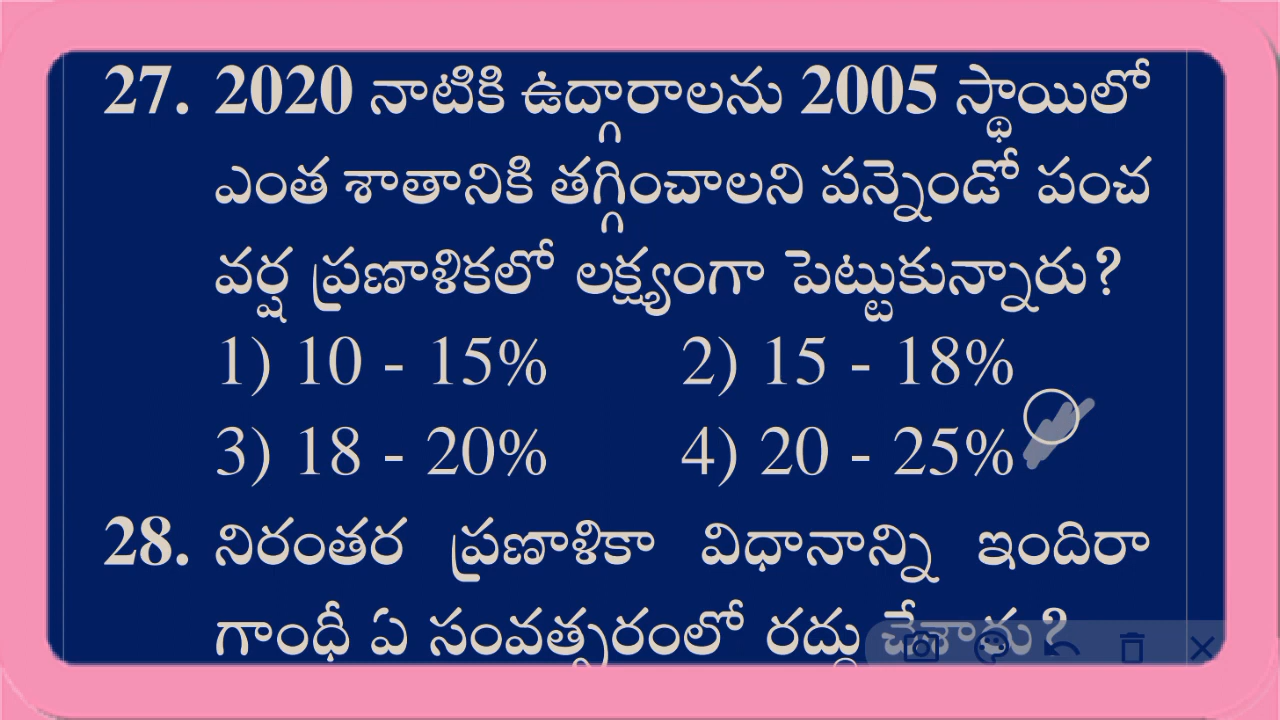 27. 2020 నాటికి ఉద్గారాలను 2005 స్థాయిలో
ఎంత శాతానికి తగ్గించాలని పన్నెండో పంచ
వర్ష ప్రణాళికలో లక్ష్యంగా పెట్టుకున్నారు?
1) 10 - 15% 2) 15 - 18%
3) 18 - 20% 4) 20 - 25%
28. నిరంతర ప్రణాళికా విధానాన్ని ఇందిరా
గాంధీ ఏ సంవత్సరంలో రద్దు చేశారు?